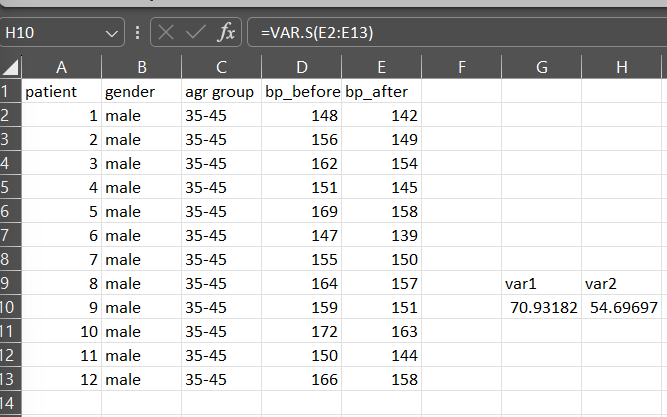 H10 fx =VAR.S(E2:E13)
A B C D E F G H
1 patient gender agr group bp_before bp_after
2 1 male 35-45 148 142
3 2 male 35-45 156 149
4 3 male 35-45 162 154
5 4 male 35-45 151 145
6 5 male 35-45 169 158
7 6 male 35-45 147 139
8 7 male 35-45 155 150
9 8 male 35-45 164 157 var1 var2
10 9 male 35-45 159 151 70.93182 54.69697
11 10 male 35-45 172 163
12 11 male 35-45 150 144
13 12 male 35-45 166 158
14